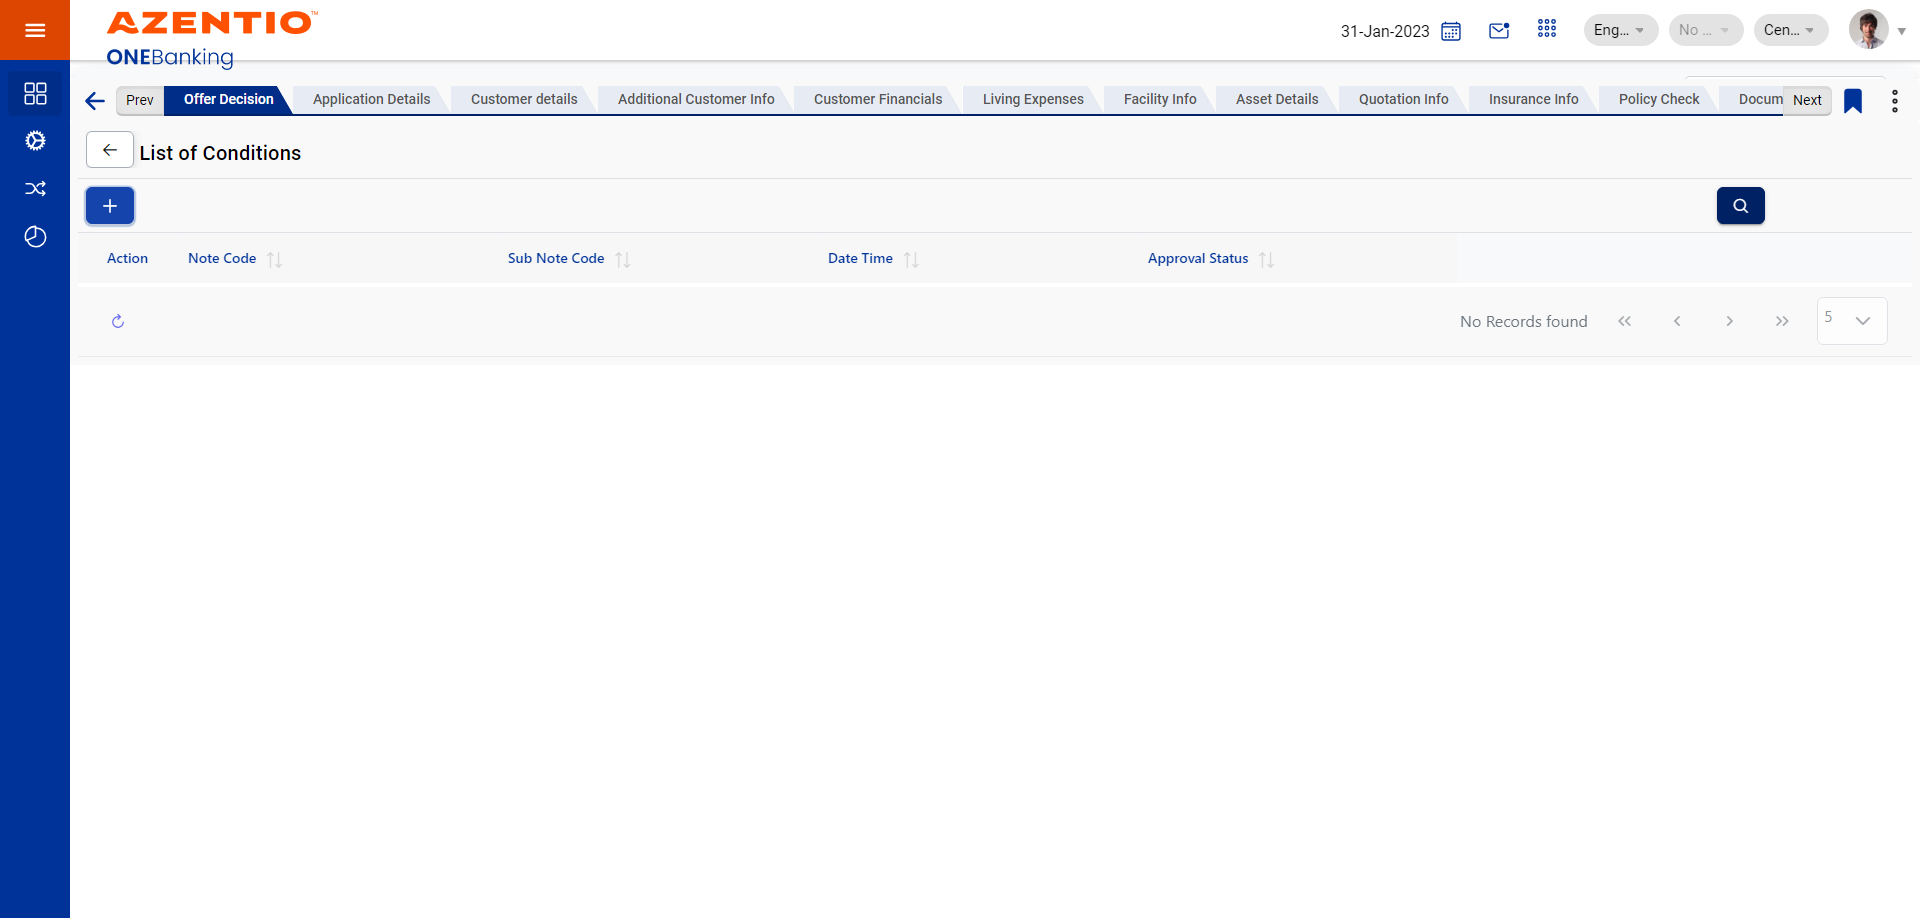 AZENTIO™
ONEBanking
31-Jan-2023
Eng...
No ...
Cen...
Prev
Offer Decision
Application Details
Customer details
Additional Customer Info
Customer Financials
Living Expenses
Facility Info
Asset Details
Quotation Info
Insurance Info
Policy Check
Docum
Next
List of Conditions
Action
Note Code
Sub Note Code
Date Time
Approval Status
No Records found
5